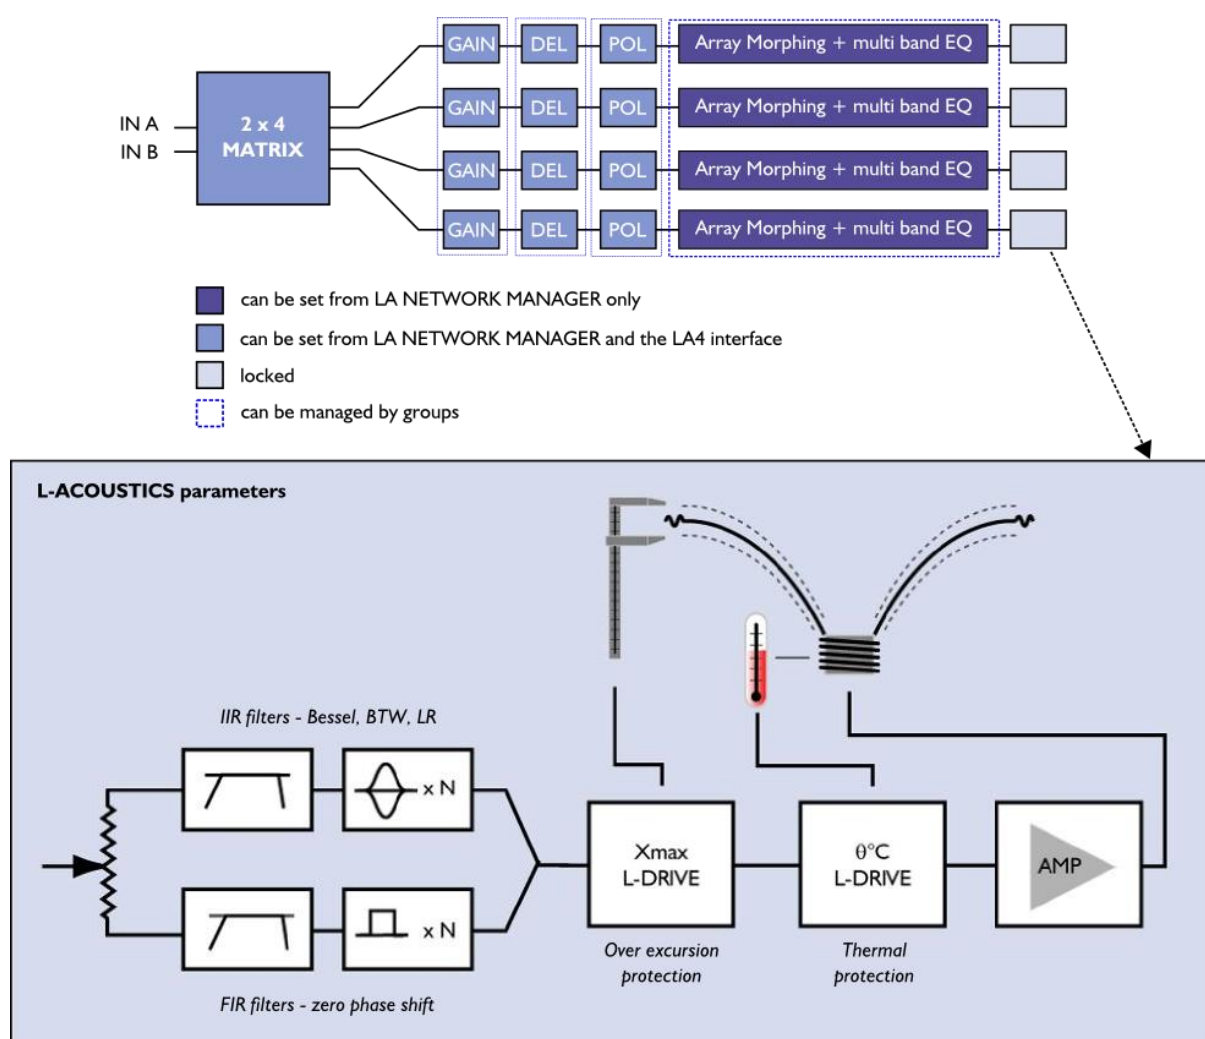 GAIN DEL POL Array Morphing + multi band EQ
IN A
IN B
2 x 4
MATRIX
GAIN DEL POL Array Morphing + multi band EQ
GAIN DEL POL Array Morphing + multi band EQ
GAIN DEL POL Array Morphing + multi band EQ
can be set from LA NETWORK MANAGER only
can be set from LA NETWORK MANAGER and the LA4 interface
locked
can be managed by groups
L-ACOUSTICS parameters
IIR filters - Bessel, BTW, LR
x N
x N
FIR filters - zero phase shift
Xmax
L-DRIVE
Over excursion
protection
θ°C
L-DRIVE
Thermal
protection
AMP